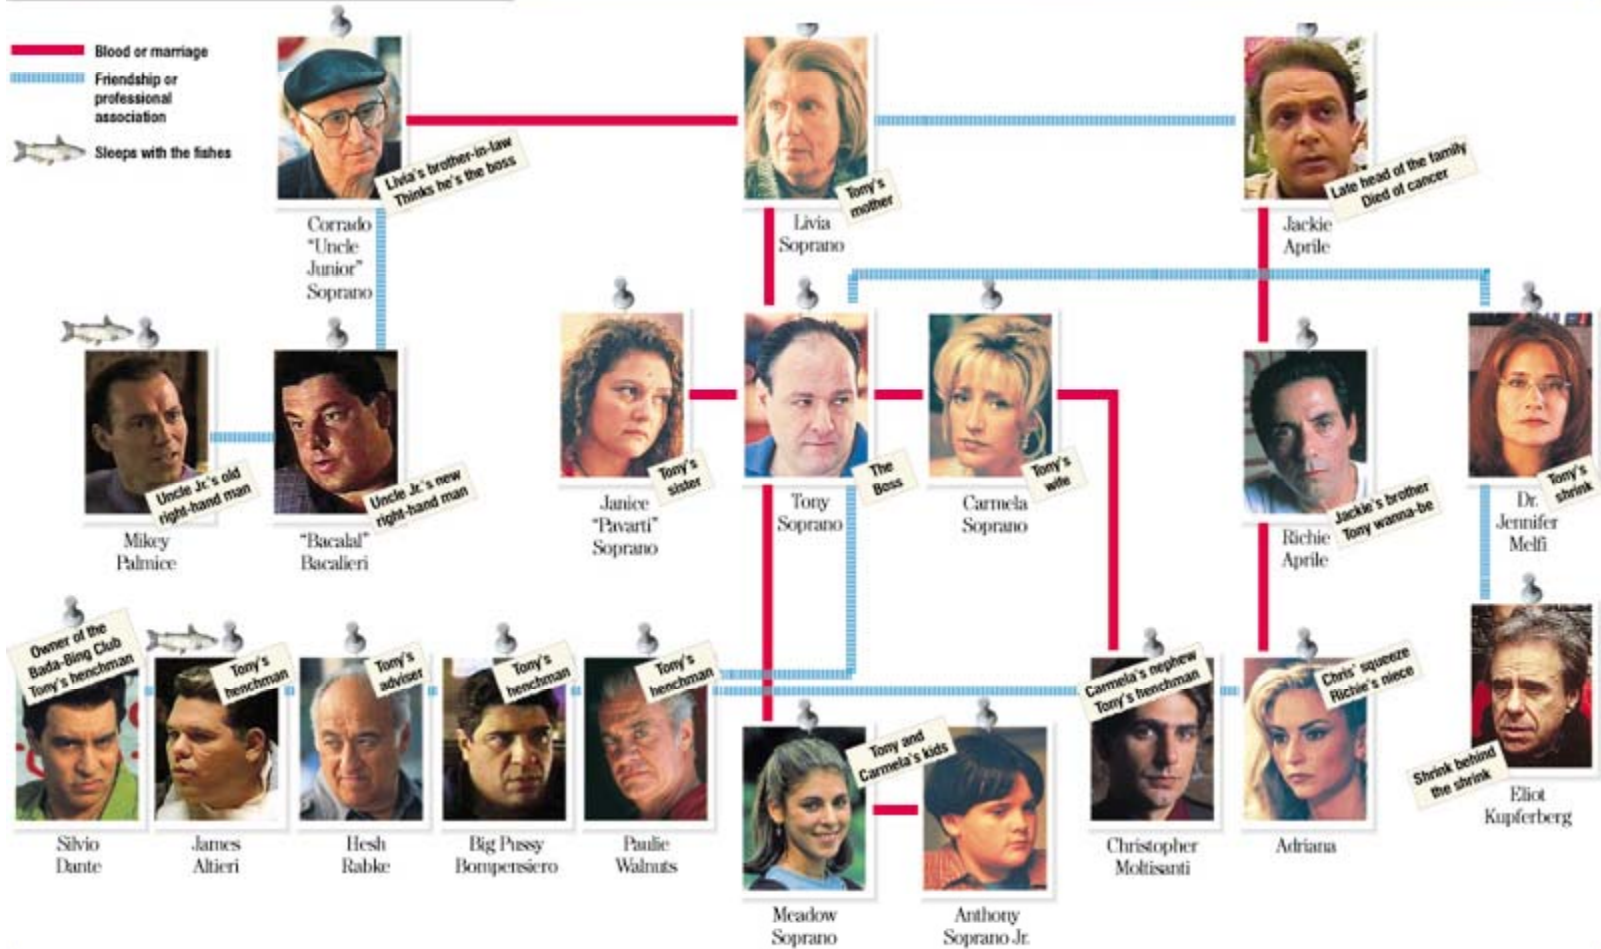 Blood or marriage
Friendship or
professional
association
Sleeps with the fishes
Livia's brother-in-law
Thinks he's the boss
Corrado
“Uncle
Junior”
Soprano
Tony's
mother
Livia
Soprano
Late head of the family
Died of cancer
Jackie
Aprile
Uncle Jr.'s old
right-hand man
Mikey
Palmice
Uncle Jr.'s new
right-hand man
“Bacalal”
Bacalieri
Tony's
sister
Janice
“Pavarti”
Soprano
The
Boss
Tony
Soprano
Tony's
wife
Carmela
Soprano
Jackie's brother
Tony wanna-be
Richie
Aprile
Tony's
shrink
Dr.
Jennifer
Melfi
Owner of the
Bada-Bing Club
Tony's henchman
Silvio
Dante
Tony's
henchman
James
Altieri
Tony's
adviser
Hesh
Rabke
Tony's
henchman
Big Pussy
Bompensiero
Tony's
henchman
Paulie
Walnuts
Tony and
Carmela's kids
Meadow
Soprano
Anthony
Soprano Jr.
Carmela's nephew
Tony's henchman
Christopher
Moltisanti
Chris' squeeze
Richie's niece
Adriana
Shrink behind
the shrink
Eliot
Kupferberg